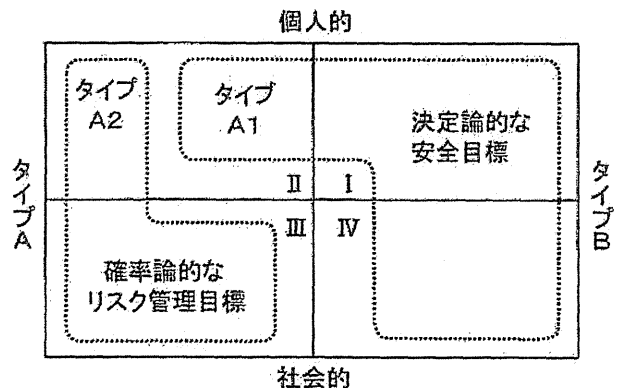 個人的
タイプ
A2
タイプ
A1
決定論的な
安全目標
タイプA
II
I
タイプB
III
IV
確率論的な
リスク管理目標
社会的